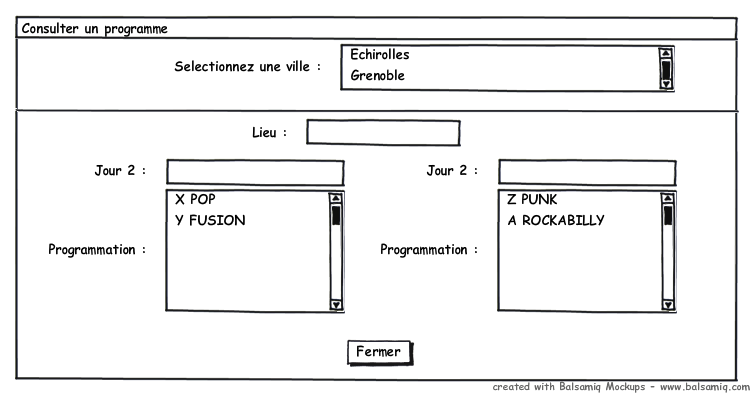 Consulter un programme
Selectionnez une ville :
Echirolles
Grenoble
Lieu :
Jour 2 :
Jour 2 :
Programmation :
X POP
Y FUSION
Programmation :
Z PUNK
A ROCKABILLY
Fermer
created with Balsamiq Mockups - www.balsamiq.com